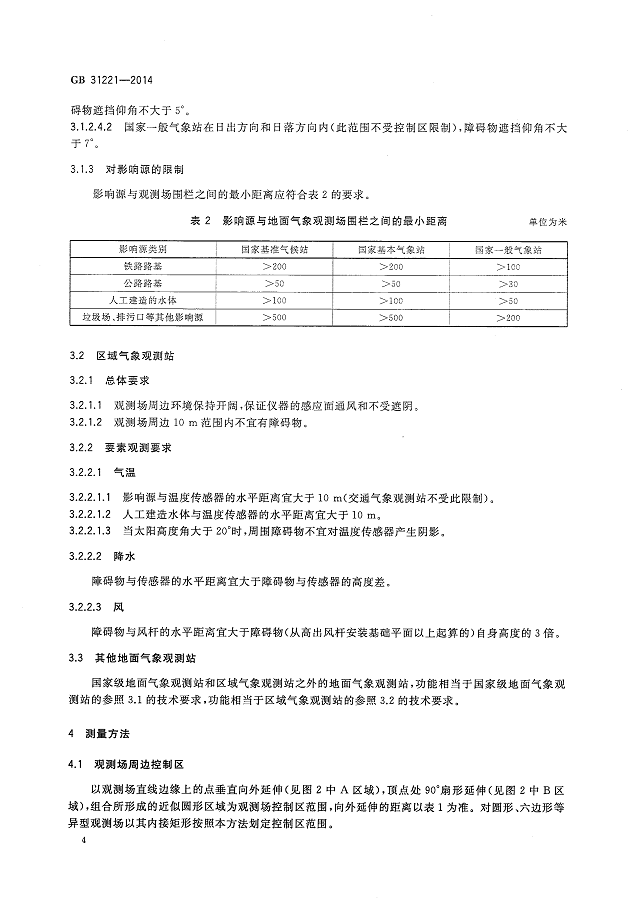 GB 31221—2014
碍物遮挡仰角不大于 5°。
3.1.2.4.2 国家一般气象站在日出方向和日落方向内(此范围不受控制区限制),障碍物遮挡仰角不大
于 7°。
3.1.3 对影响源的限制
影响源与观测场围栏之间的最小距离应符合表 2 的要求。
表 2 影响源与地面气象观测场围栏之间的最小距离 单位为米
影响源类别 国家基准气候站 国家基本气象站 国家一般气象站
铁路路基 >200 >200 >100
公路路基 >50 >50 >30
人工建造的水体 >100 >100 >50
垃圾场、排污口等其他影响源 >500 >500 >200
3.2 区域气象观测站
3.2.1 总体要求
3.2.1.1 观测场周边环境保持开阔,保证仪器的感应面通风和不受遮阴。
3.2.1.2 观测场周边 10 m 范围内不宜有障碍物。
3.2.2 要素观测要求
3.2.2.1 气温
3.2.2.1.1 影响源与温度传感器的水平距离宜大于 10 m(交通气象观测站不受此限制)。
3.2.2.1.2 人工建造水体与温度传感器的水平距离宜大于 10 m。
3.2.2.1.3 当太阳高度角大于 20°时,周围障碍物不宜对温度传感器产生阴影。
3.2.2.2 降水
障碍物与传感器的水平距离宜大于障碍物与传感器的高度差。
3.2.2.3 风
障碍物与风杆的水平距离宜大于障碍物(从高出风杆安装基础平面以上起算的)自身高度的 3 倍。
3.3 其他地面气象观测站
国家级地面气象观测站和区域气象观测站之外的地面气象观测站,功能相当于国家级地面气象观
测站的参照 3.1 的技术要求,功能相当于区域气象观测站的参照 3.2 的技术要求。
4 测量方法
4.1 观测场周边控制区
以观测场直线边缘上的点垂直向外延伸(见图 2 中 A 区域),顶点处 90°扇形延伸(见图 2 中 B 区
域),组合所形成的近似圆形区域为观测场控制区范围,向外延伸的距离以表 1 为准。对圆形、六边形等
异型观测场以其内接矩形按照本方法划定控制区范围。
4